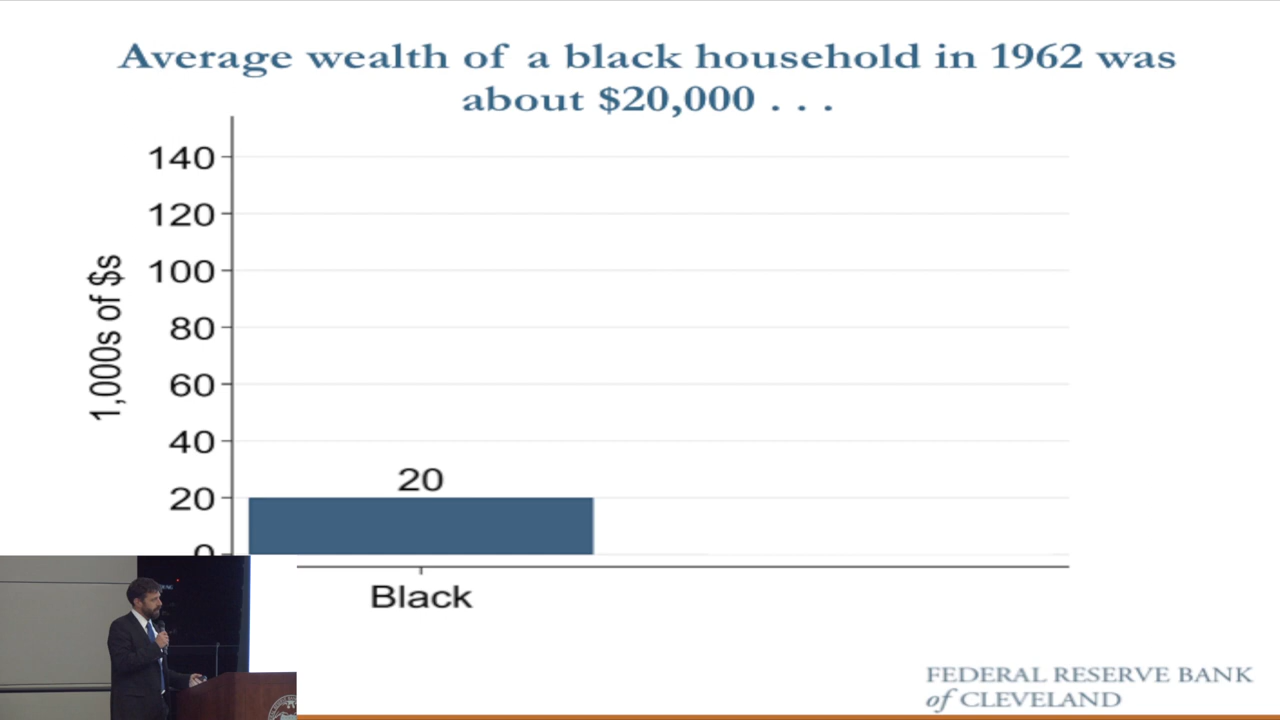 Average wealth of a black household in 1962 was
about $20,000 . . .
1,000s of $s
140
120
100
80
60
40
20
0
20
Black
FEDERAL RESERVE BANK
of CLEVELAND